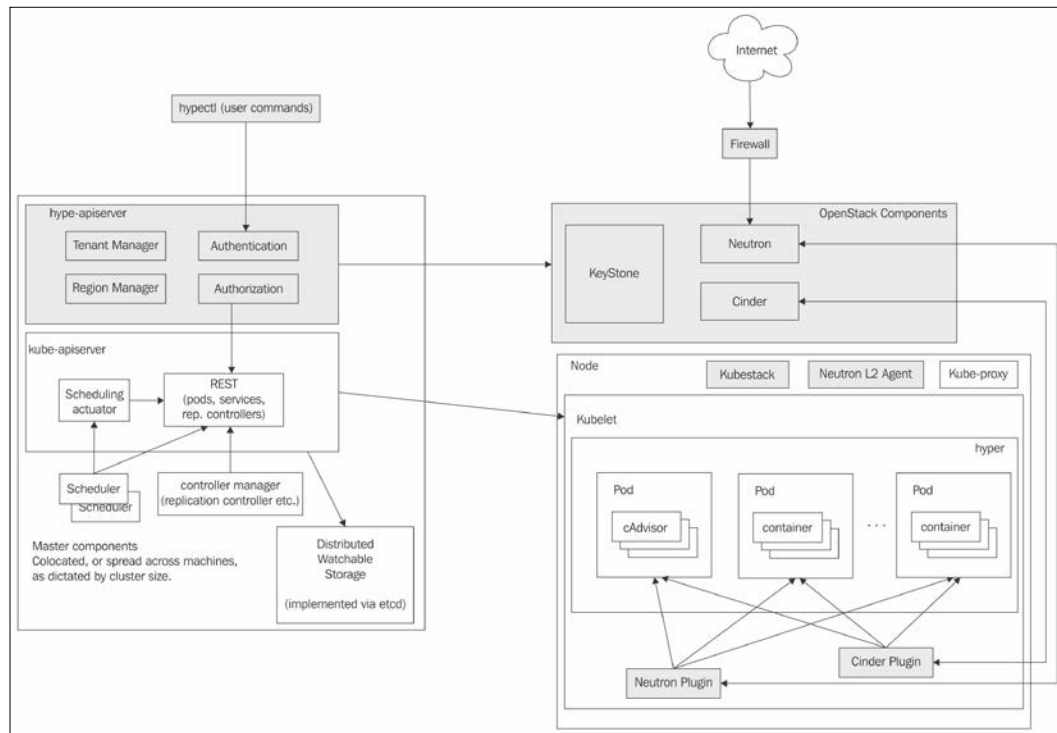 Internet
hypectl (user commands)
Firewall
hype-apiserver
Tenant Manager
Authentication
Region Manager
Authorization
OpenStack Components
KeyStone
Neutron
Cinder
kube-apiserver
Scheduling
actuator
REST
(pods, services,
rep. controllers)
Scheduler
Scheduler
controller manager
(replication controller etc.)
Master components
Colocated, or spread across machines,
as dictated by cluster size.
Distributed
Watchable
Storage
(implemented via etcd)
Node
Kubestack
Neutron L2 Agent
Kube-proxy
Kubelet
hyper
Pod
cAdvisor
Pod
container
. . .
Pod
container
Cinder Plugin
Neutron Plugin